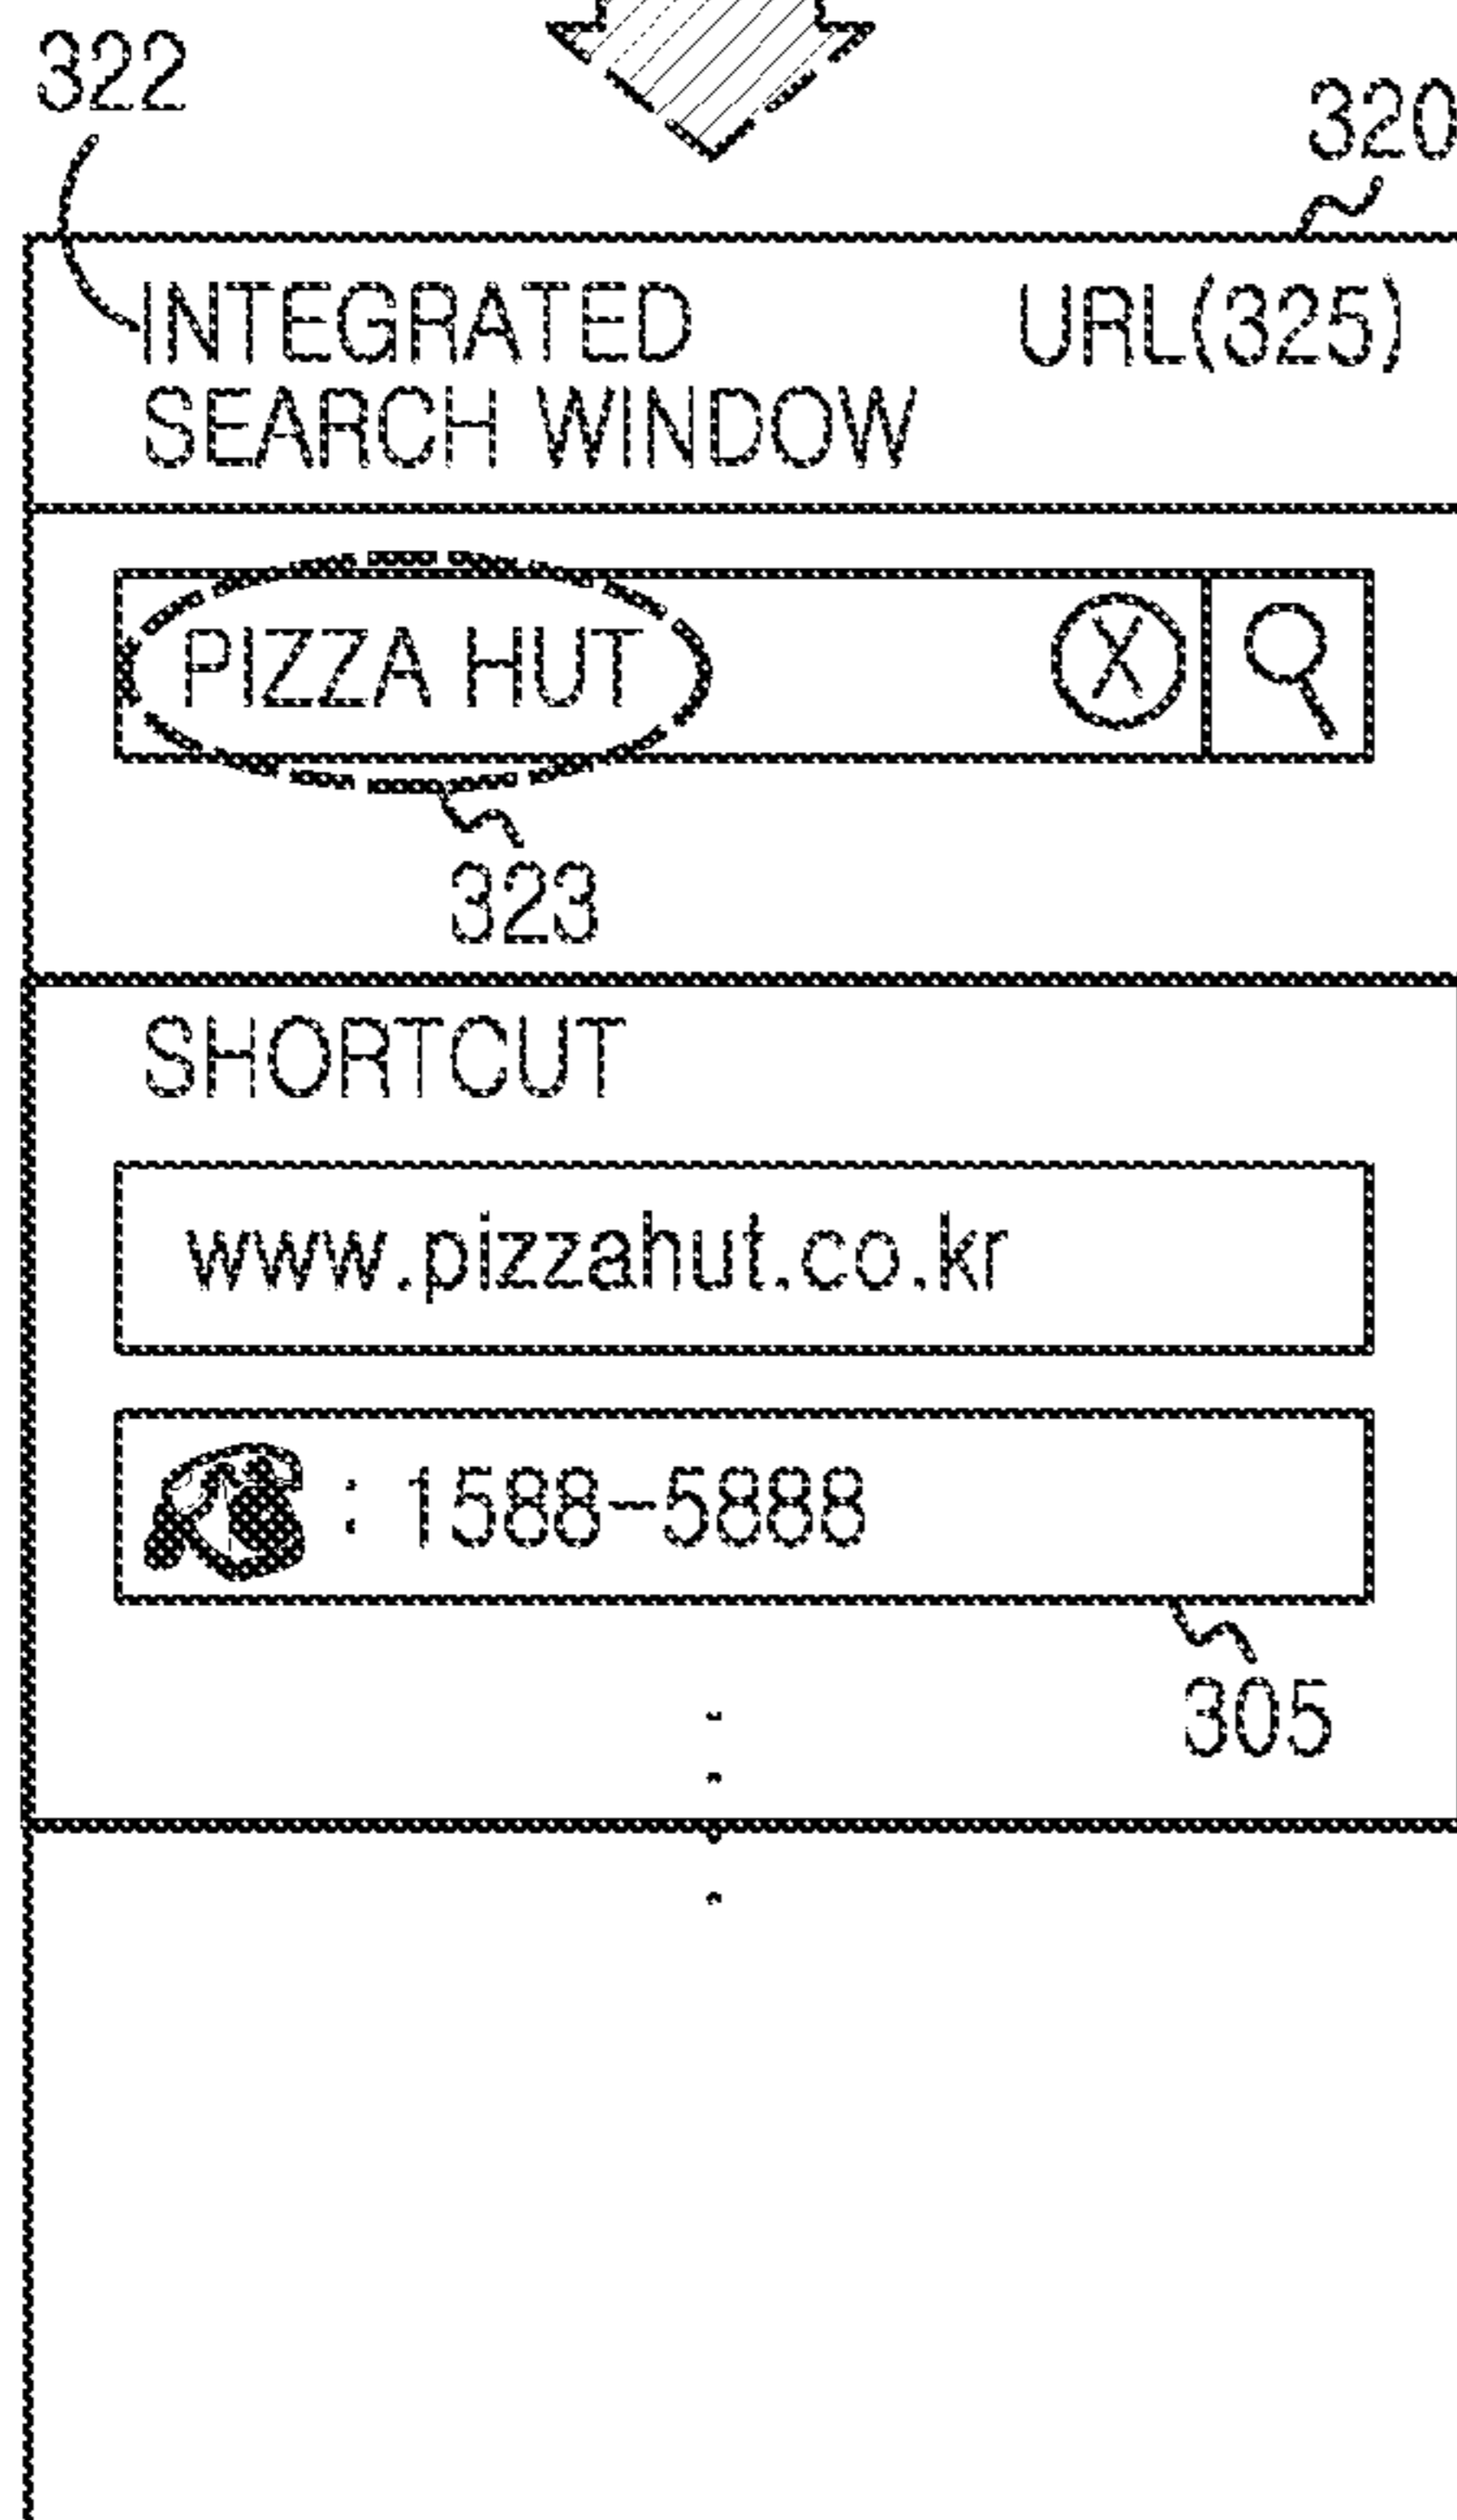 322
320
INTEGRATED URL(325)
SEARCH WINDOW
PIZZA HUT X
323
SHORTCUT
www.pizzahut.co.kr
: 1588-5888
305